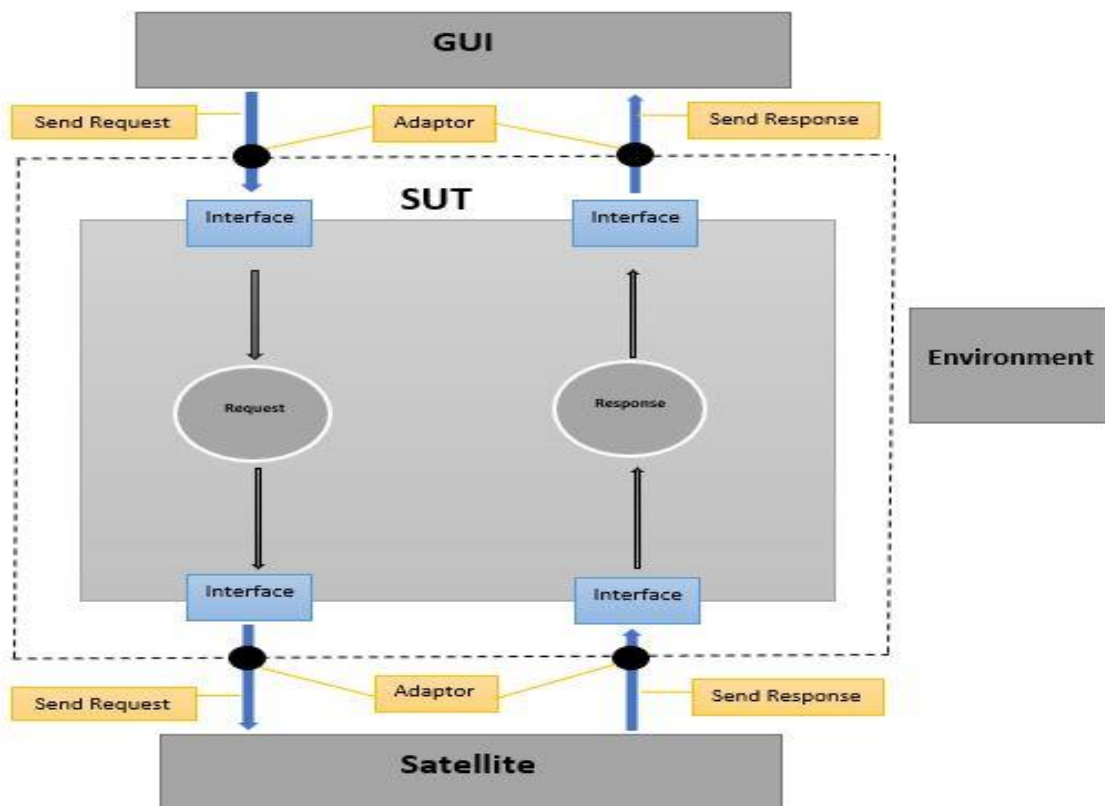 GUI
Send Request
Adaptor
Send Response
SUT
Interface
Interface
Environment
Request
Response
Interface
Interface
Send Request
Adaptor
Send Response
Satellite